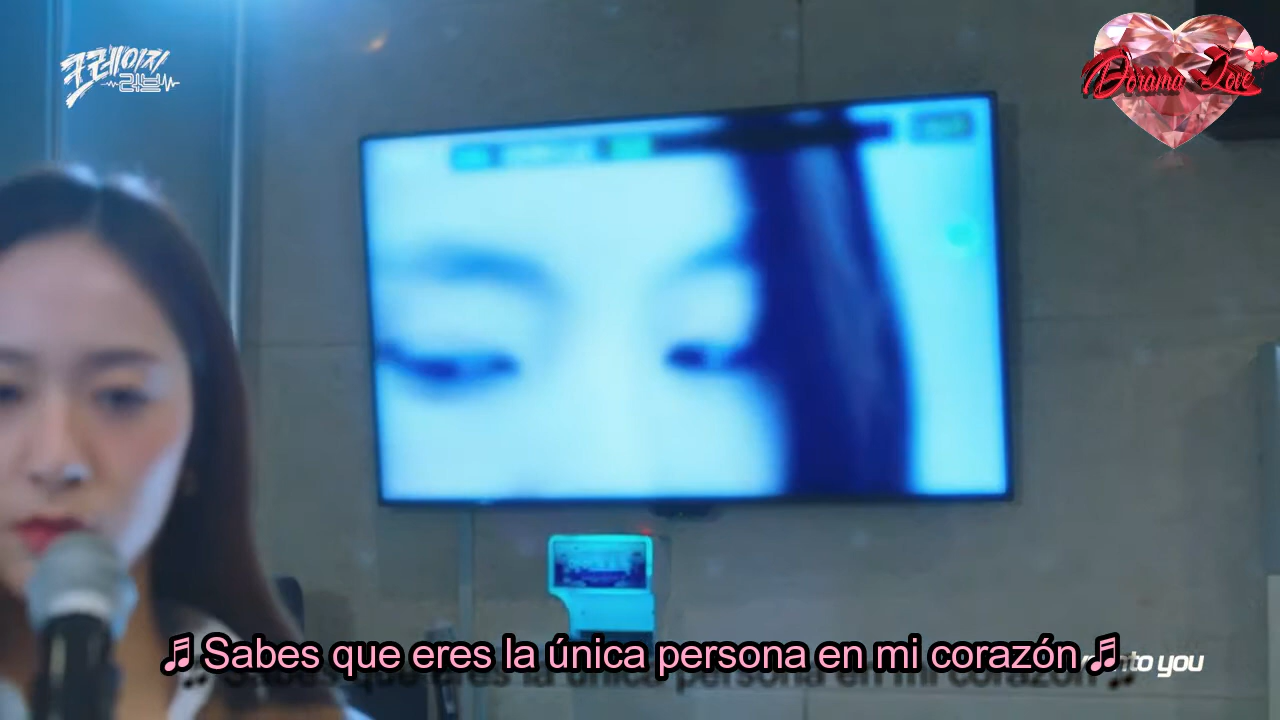 크레이지
러브
Dorama Love
♫ Sabes que eres la única persona en mi corazón ♫
to you